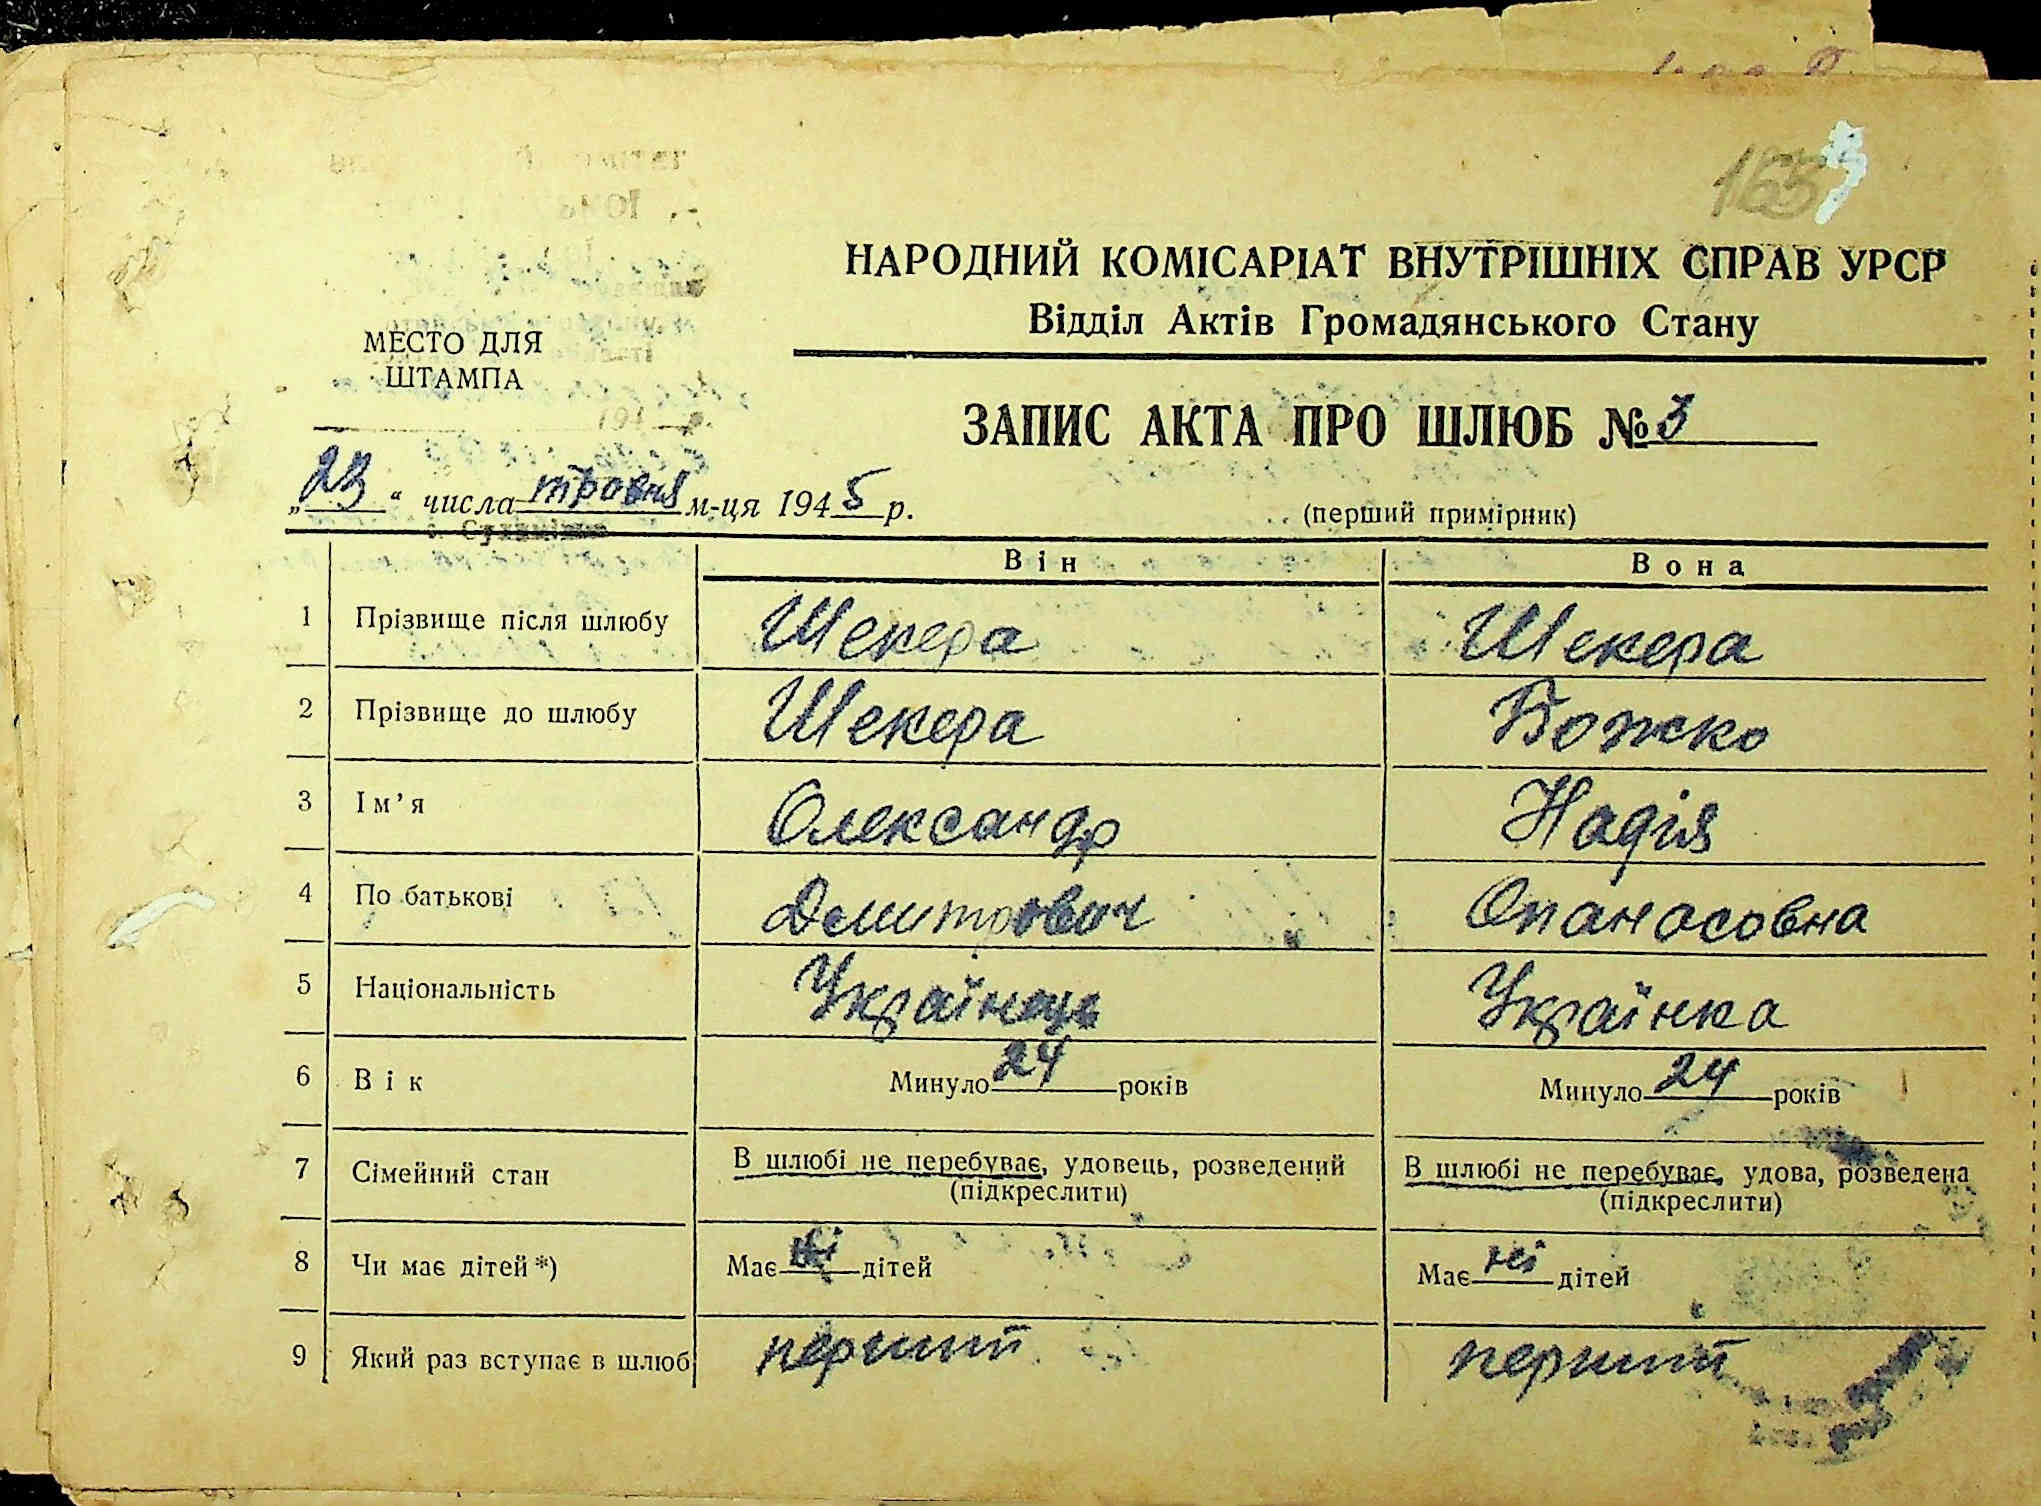 НАРОДНИЙ КОМІСАРІАТ ВНУТРІШНІХ СПРАВ УРСР
Відділ Актів Громадянського Стану
МЕСТО ДЛЯ
ШТАМПА
ЗАПИС АКТА ПРО ШЛЮБ № 3
„23“ числа травня м-ця 1945 р.
(перший примірник)
Він Вона
1 Прізвище після шлюбу Шекера Шекера
2 Прізвище до шлюбу Шекера Божко
3 Ім’я Олександр Надія
4 По батькові Дмитрович Опанасовна
5 Національність Українець Українка
6 Вік Минуло 24 років Минуло 24 років
7 Сімейний стан В шлюбі не перебуває, удовець, розведений В шлюбі не перебуває, удова, розведена
(підкреслити) (підкреслити)
8 Чи має дітей *) Має дітей Має дітей
9 Який раз вступає в шлюб перший перший